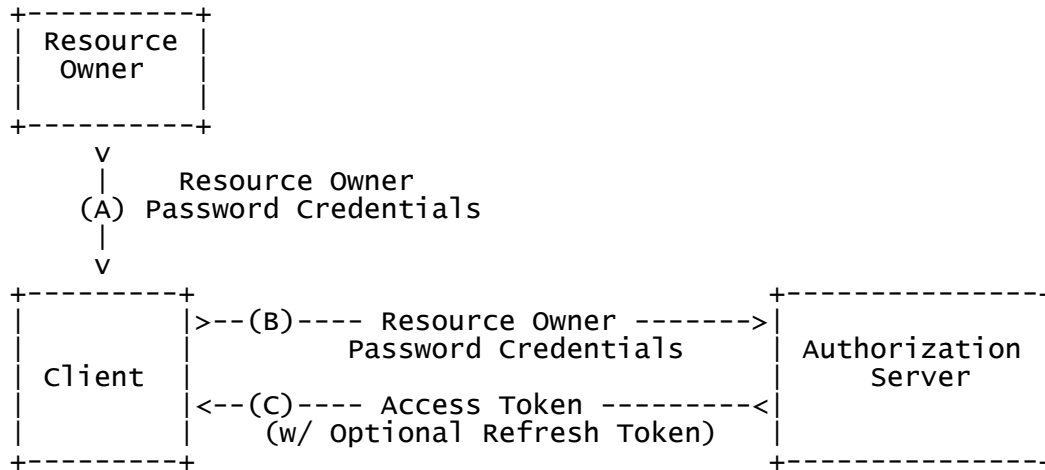 +----------+
| Resource |
|  Owner   |
|          |
+----------+
     v
     |    Resource Owner
    (A) Password Credentials
     |
     v
+---------+                                  +---------------+
|         |>--(B)---- Resource Owner ------->|
|         |         Password Credentials     | Authorization
| Client  |                                  |     Server
|         |<--(C)---- Access Token ---------<|
|         |    (w/ Optional Refresh Token)   |
+---------+                                  +---------------+